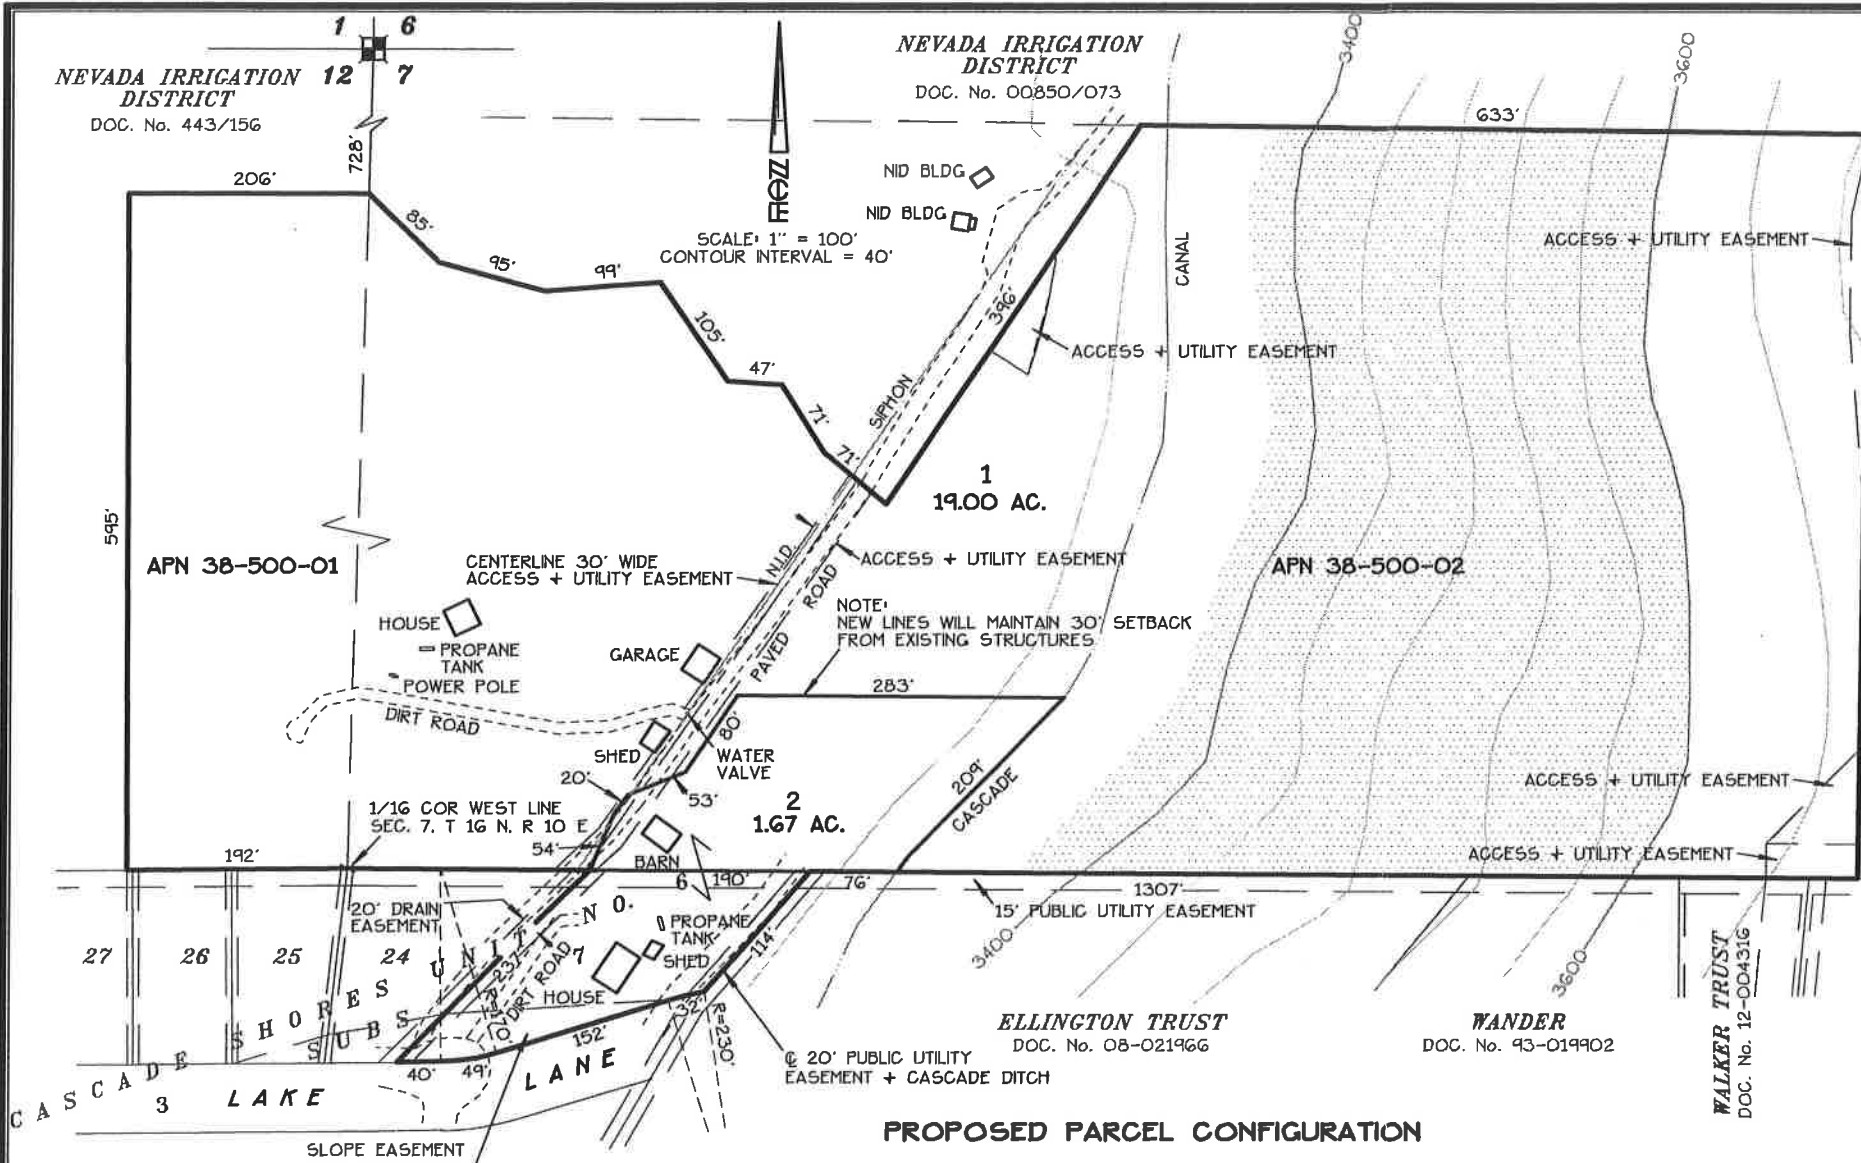 1 6
12 7
NEVADA IRRIGATION
DISTRICT
DOC. No. 443/156
NEVADA IRRIGATION
DISTRICT
DOC. No. 00850/073
3400
3600
728'
206'
633'
85'
95'
99'
105'
47'
71'
71'
396'
595'
SCALE: 1" = 100'
CONTOUR INTERVAL = 40'
NID BLDG
NID BLDG
CANAL
ACCESS + UTILITY EASEMENT
ACCESS + UTILITY EASEMENT
SIPHON
N.I.D.
1
19.00 AC.
APN 38-500-01
CENTERLINE 30' WIDE
ACCESS + UTILITY EASEMENT
ACCESS + UTILITY EASEMENT
APN 38-500-02
PAVED ROAD
NOTE:
NEW LINES WILL MAINTAIN 30' SETBACK
FROM EXISTING STRUCTURES
HOUSE
PROPANE
TANK
POWER POLE
GARAGE
DIRT ROAD
283'
80'
SHED
WATER
VALVE
20'
53'
209'
CASCADE
2
1.67 AC.
ACCESS + UTILITY EASEMENT
1/16 COR WEST LINE
SEC. 7, T 16 N, R 10 E
54'
BARN
192'
6
190'
76'
1307'
ACCESS + UTILITY EASEMENT
20' DRAIN
EASEMENT
15' PUBLIC UTILITY EASEMENT
27
26
25
24
7
237'
R=170'
DIRT ROAD
PROPANE
TANK
SHED
HOUSE
114'
32'
R=230'
152'
40'
49'
3400
3600
CASCADE SHORES UNIT NO.
SUBS
3
LAKE LANE
SLOPE EASEMENT
℄ 20' PUBLIC UTILITY
EASEMENT + CASCADE DITCH
ELLINGTON TRUST
DOC. No. 08-021966
WANDER
DOC. No. 93-019902
WALKER TRUST
DOC. No. 12-004316
PROPOSED PARCEL CONFIGURATION